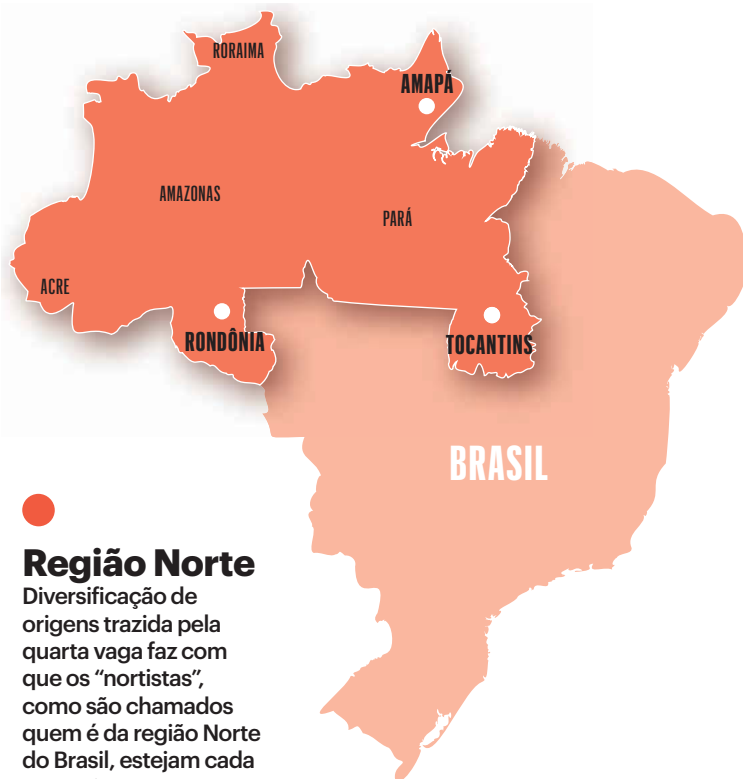 RORAIMA
AMAPÁ
AMAZONAS
PARÁ
ACRE
RONDÔNIA
TOCANTINS
BRASIL
Região Norte
Diversificação de
origens trazida pela
quarta vaga faz com
que os “nortistas”,
como são chamados
quem é da região Norte
do Brasil, estejam cada